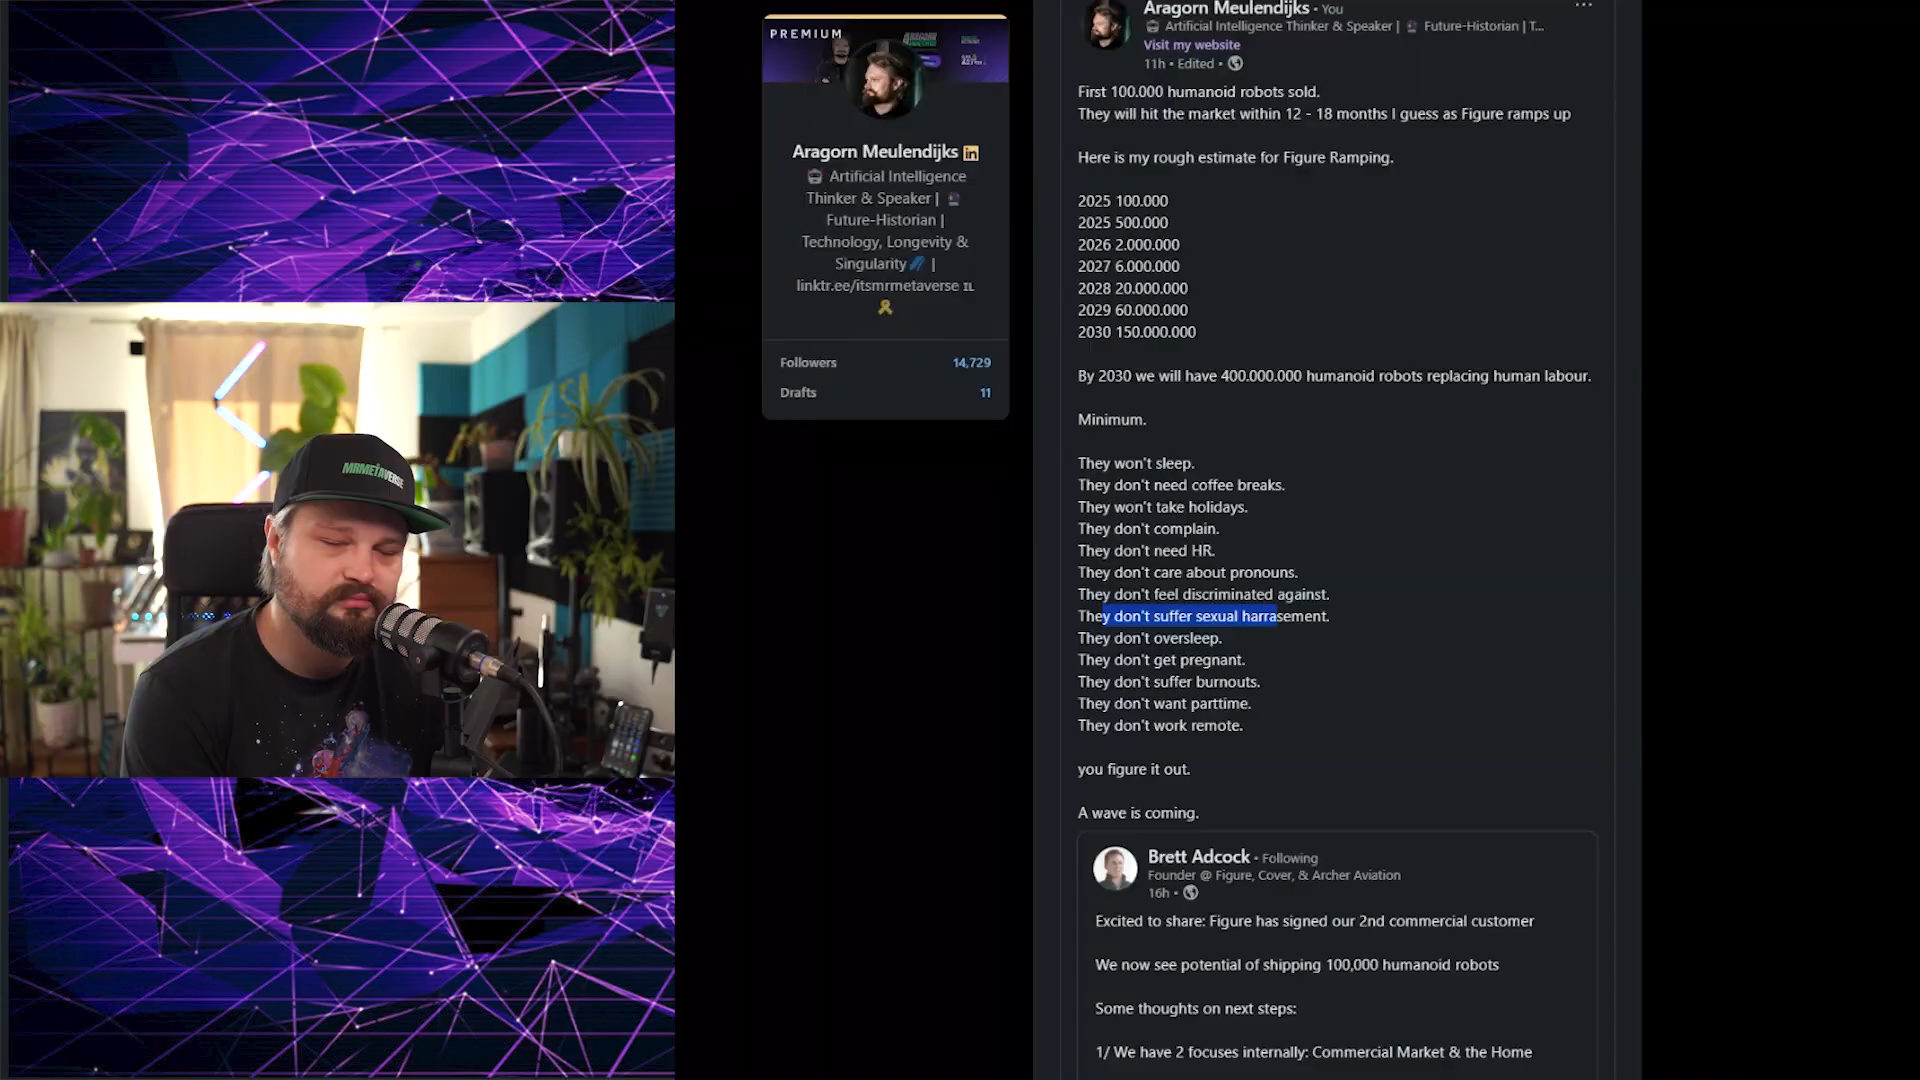 MRMETAVERSE
PREMIUM
Aragorn Meulendijks in
Artificial Intelligence
Thinker & Speaker |
Future-Historian |
Technology, Longevity &
Singularity |
linktr.ee/itsmrmetaverse IL
Followers 14,729
Drafts 11
Aragorn Meulendijks • You
Artificial Intelligence Thinker & Speaker | Future-Historian | T...
Visit my website
11h • Edited •
First 100.000 humanoid robots sold.
They will hit the market within 12 - 18 months I guess as Figure ramps up
Here is my rough estimate for Figure Ramping.
2025 100.000
2025 500.000
2026 2.000.000
2027 6.000.000
2028 20.000.000
2029 60.000.000
2030 150.000.000
By 2030 we will have 400.000.000 humanoid robots replacing human labour.
Minimum.
They won't sleep.
They don't need coffee breaks.
They won't take holidays.
They don't complain.
They don't need HR.
They don't care about pronouns.
They don't feel discriminated against.
They don't suffer sexual harrasement.
They don't oversleep.
They don't get pregnant.
They don't suffer burnouts.
They don't want parttime.
They don't work remote.
you figure it out.
A wave is coming.
Brett Adcock • Following
Founder @ Figure, Cover, & Archer Aviation
16h •
Excited to share: Figure has signed our 2nd commercial customer
We now see potential of shipping 100,000 humanoid robots
Some thoughts on next steps:
1/ We have 2 focuses internally: Commercial Market & the Home